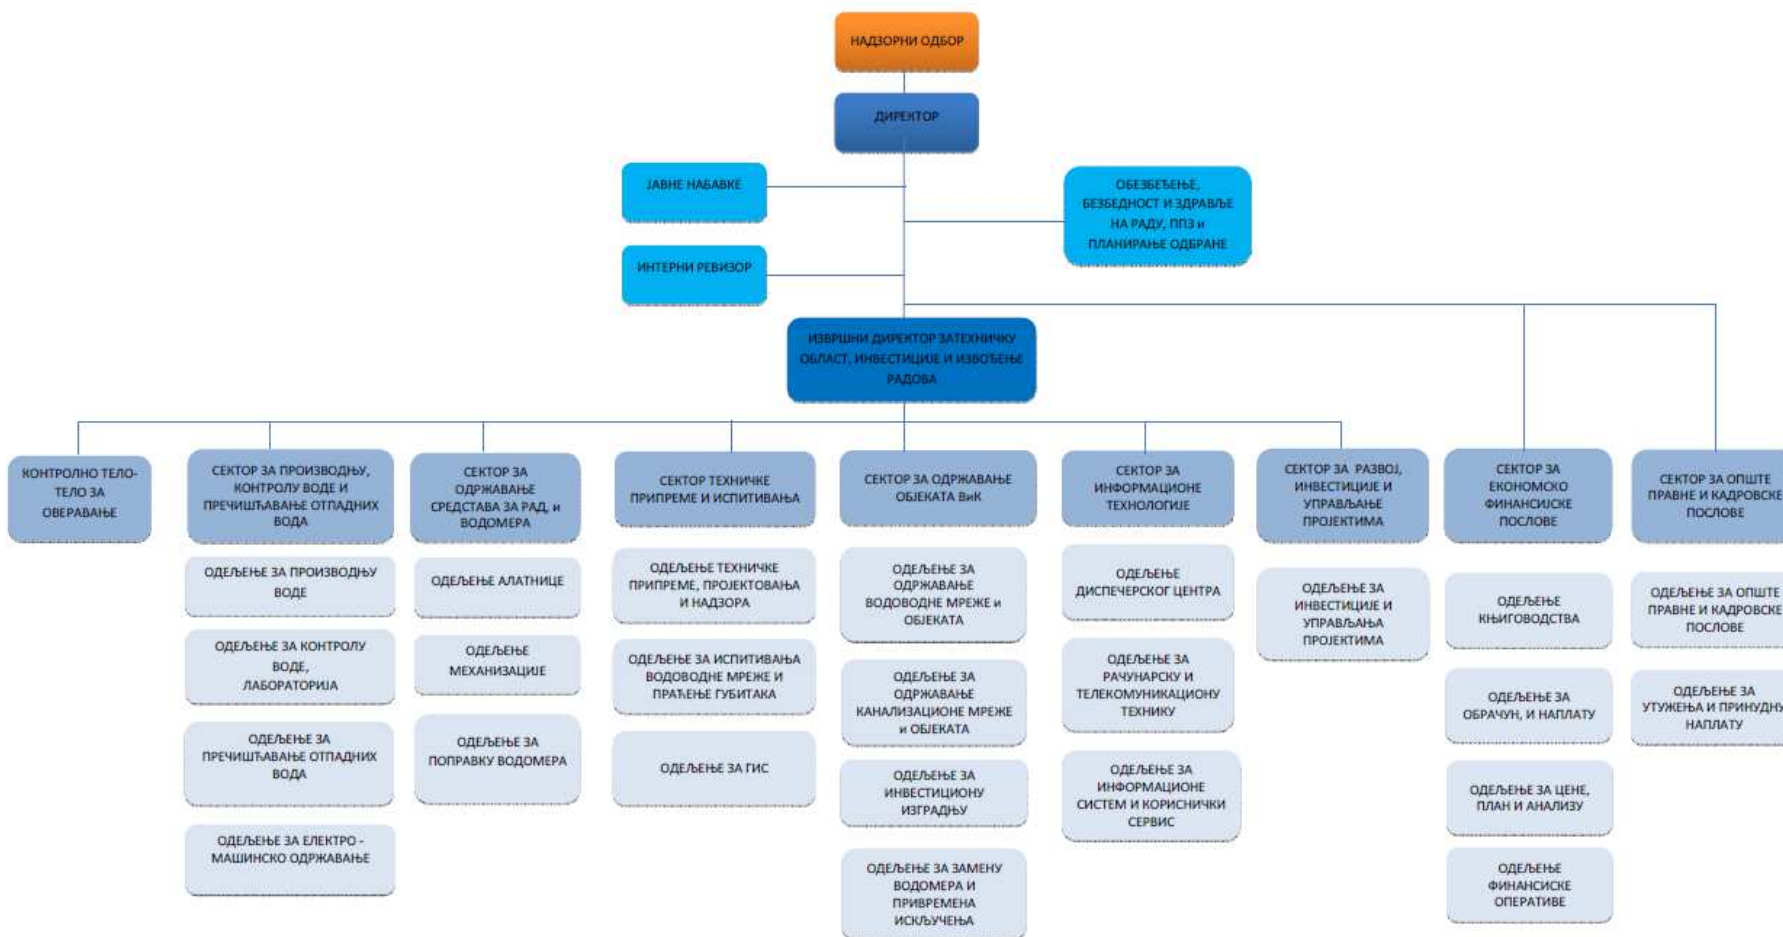 НАДЗОРНИ ОДБОР
ДИРЕКТОР
ЈАВНЕ НАБАВКЕ
ОБЕЗБЕЂЕЊЕ,
БЕЗБЕДНОСТ И ЗДРАВЉЕ
НА РАДУ, ППЗ и
ПЛАНИРАЊЕ ОДБРАНЕ
ИНТЕРНИ РЕВИЗОР
ИЗВРШНИ ДИРЕКТОР ЗАТЕХНИЧКУ
ОБЛАСТ, ИНВЕСТИЦИЈЕ И ИЗВОЂЕЊЕ
РАДОВА
КОНТРОЛНО ТЕЛО-
ТЕЛО ЗА
ОВЕРАВАЊЕ
СЕКТОР ЗА ПРОИЗВОДЊУ,
КОНТРОЛУ ВОДЕ И
ПРЕЧИШЋАВАЊЕ ОТПАДНИХ
ВОДА
ОДЕЉЕЊЕ ЗА ПРОИЗВОДЊУ
ВОДЕ
ОДЕЉЕЊЕ ЗА КОНТРОЛУ
ВОДЕ,
ЛАБОРАТОРИЈА
ОДЕЉЕЊЕ ЗА
ПРЕЧИШЋАВАЊЕ ОТПАДНИХ
ВОДА
ОДЕЉЕЊЕ ЗА ЕЛЕКТРО -
МАШИНСКО ОДРЖАВАЊЕ
СЕКТОР ЗА
ОДРЖАВАЊЕ
СРЕДСТАВА ЗА РАД, и
ВОДОМЕРА
ОДЕЉЕЊЕ АЛАТНИЦЕ
ОДЕЉЕЊЕ
МЕХАНИЗАЦИЈЕ
ОДЕЉЕЊЕ ЗА
ПОПРАВКУ ВОДОМЕРА
СЕКТОР ТЕХНИЧКЕ
ПРИПРЕМЕ И ИСПИТИВАЊА
ОДЕЉЕЊЕ ТЕХНИЧКЕ
ПРИПРЕМЕ, ПРОЈЕКТОВАЊА
И НАДЗОРА
ОДЕЉЕЊЕ ЗА ИСПИТИВАЊА
ВОДОВОДНЕ МРЕЖЕ И
ПРАЋЕЊЕ ГУБИТАКА
ОДЕЉЕЊЕ ЗА ГИС
СЕКТОР ЗА ОДРЖАВАЊЕ
ОБЈЕКАТА ВиК
ОДЕЉЕЊЕ ЗА
ОДРЖАВАЊЕ
ВОДОВОДНЕ МРЕЖЕ и
ОБЈЕКАТА
ОДЕЉЕЊЕ ЗА
ОДРЖАВАЊЕ
КАНАЛИЗАЦИОНЕ МРЕЖЕ
и ОБЈЕКАТА
ОДЕЉЕЊЕ ЗА
ИНВЕСТИЦИОНУ
ИЗГРАДЊУ
ОДЕЉЕЊЕ ЗА ЗАМЕНУ
ВОДОМЕРА И
ПРИВРЕМЕНА
ИСКЉУЧЕЊА
СЕКТОР ЗА
ИНФОРМАЦИОНЕ
ТЕХНОЛОГИЈЕ
ОДЕЉЕЊЕ
ДИСПЕЧЕРСКОГ ЦЕНТРА
ОДЕЉЕЊЕ ЗА
РАЧУНАРСКУ И
ТЕЛЕКОМУНИКАЦИОНУ
ТЕХНИКУ
ОДЕЉЕЊЕ ЗА
ИНФОРМАЦИОНЕ
СИСТЕМ И КОРИСНИЧКИ
СЕРВИС
СЕКТОР ЗА РАЗВОЈ,
ИНВЕСТИЦИЈЕ И
УПРАВЉАЊЕ
ПРОЈЕКТИМА
ОДЕЉЕЊЕ ЗА
ИНВЕСТИЦИЈЕ И
УПРАВЉАЊА
ПРОЈЕКТИМА
СЕКТОР ЗА
ЕКОНОМСКО
ФИНАНСИЈСКЕ
ПОСЛОВЕ
ОДЕЉЕЊЕ
КЊИГОВОДСТВА
ОДЕЉЕЊЕ ЗА
ОБРАЧУН, И НАПЛАТУ
ОДЕЉЕЊЕ ЗА ЦЕНЕ,
ПЛАН И АНАЛИЗУ
ОДЕЉЕЊЕ
ФИНАНСИСКЕ
ОПЕРАТИВЕ
СЕКТОР ЗА ОПШТЕ
ПРАВНЕ И КАДРОВСКЕ
ПОСЛОВЕ
ОДЕЉЕЊЕ ЗА ОПШТЕ
ПРАВНЕ И КАДРОВСКЕ
ПОСЛОВЕ
ОДЕЉЕЊЕ ЗА
УТУЖЕЊА И ПРИНУДНУ
НАПЛАТУ